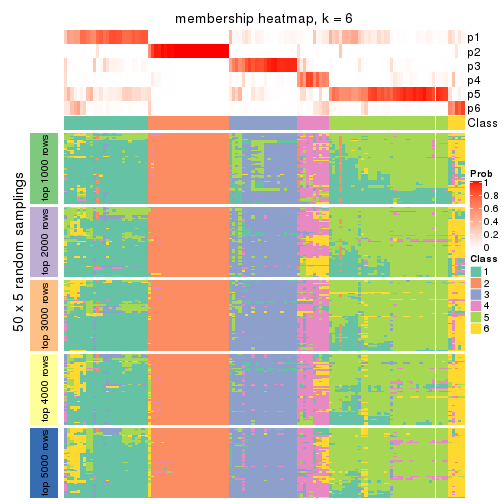 membership heatmap, k = 6
p1
p2
p3
p4
p5
p6
Class
50 x 5 random samplings
top 1000 rows
top 2000 rows
top 3000 rows
top 4000 rows
top 5000 rows
Prob
1
0.8
0.6
0.4
0.2
0
Class
1
2
3
4
5
6